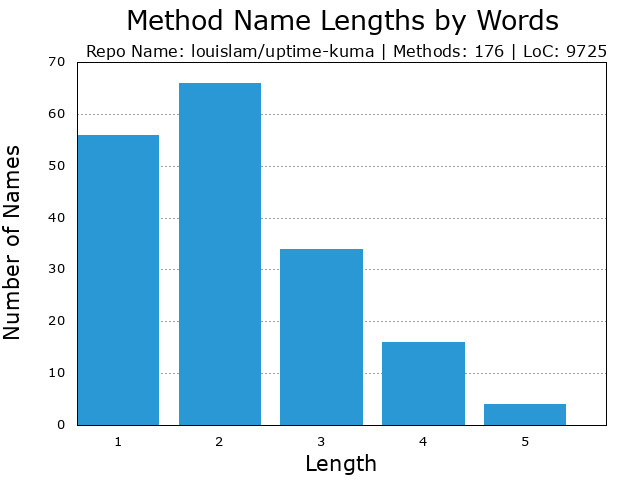 Method Name Lengths by Words
Repo Name: louislam/uptime-kuma | Methods: 176 | LoC: 9725
70
60
50
40
30
20
10
0
Number of Names
1 2 3 4 5
Length